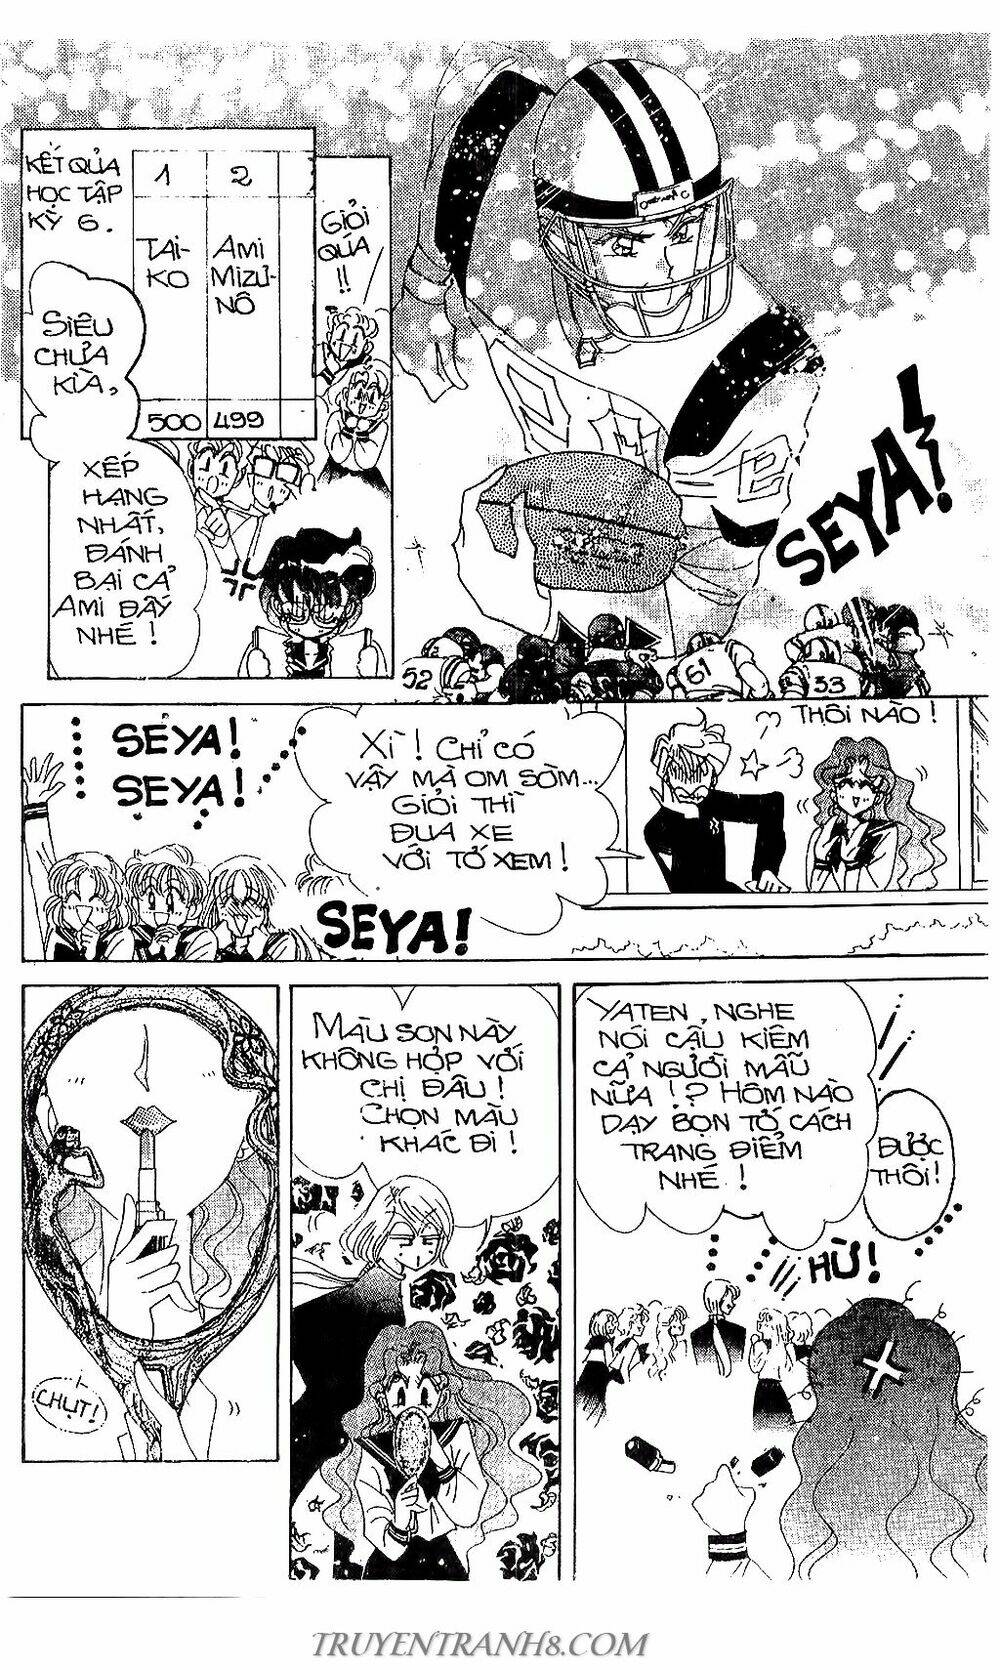 KẾT QỦA
HỌC TẬP
KỲ 6.
1
2
TAI-
KO
AMI
MIZU-
NÔ
500
499
GIỎI
QÚA
!!
SIÊU
CHƯA
KÌA,
XẾP
HẠNG
NHẤT,
ĐÁNH
BẠI CẢ
AMI ĐẤY
NHÉ!
SEYA!
52
61
53
SEYA!
SEYA!
XÌ! CHỈ CÓ
VẬY MÀ OM SÒM...
GIỎI THÌ
ĐUA XE
VỚI TỚ XEM!
THÔI NÀO!
SEYA!
CHỤT!
MÀU SON NÀY
KHÔNG HỢP VỚI
CHỊ ĐÂU!
CHỌN MÀU
KHÁC ĐI!
YATEN, NGHE
NÓI CẬU KIÊM
CẢ NGƯỜI MẪU
NỮA!? HÔM NÀO
DẠY BỌN TỚ CÁCH
TRANG ĐIỂM
NHÉ!
ĐƯỢC
THÔI!
HỪ!
TRUYENTRANH8.COM